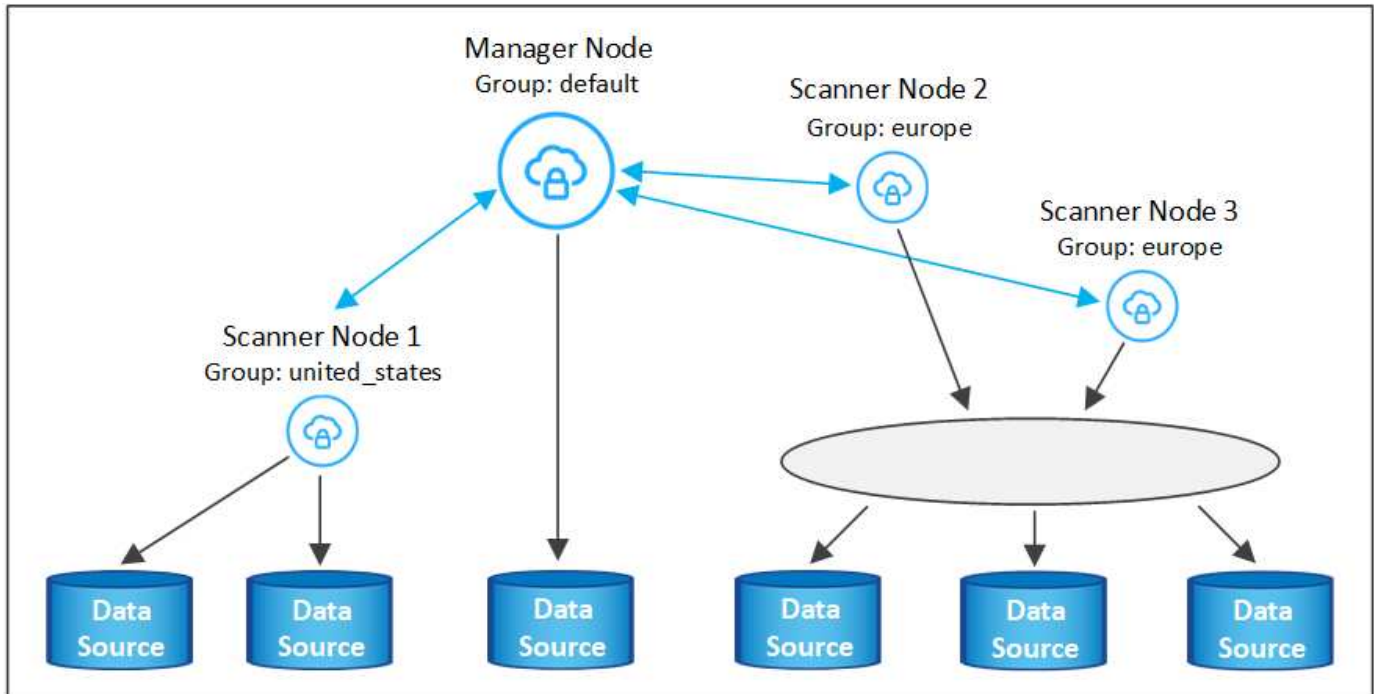 Manager Node
Group: default
Scanner Node 2
Group: europe
Scanner Node 3
Group: europe
Scanner Node 1
Group: united_states
Data
Source
Data
Source
Data
Source
Data
Source
Data
Source
Data
Source